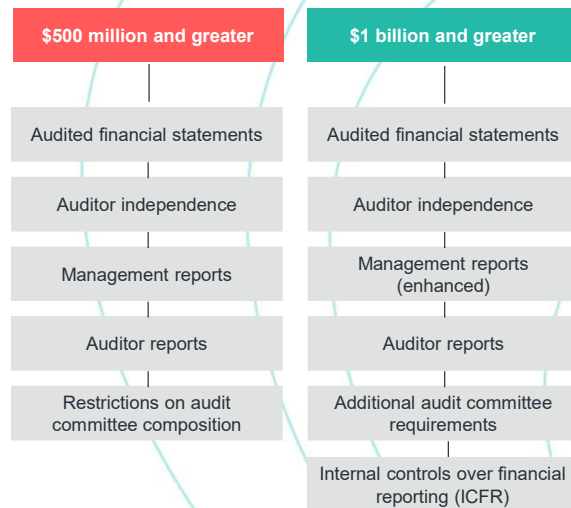 $500 million and greater
Audited financial statements
Auditor independence
Management reports
Auditor reports
Restrictions on audit
committee composition
$1 billion and greater
Audited financial statements
Auditor independence
Management reports
(enhanced)
Auditor reports
Additional audit committee
requirements
Internal controls over financial
reporting (ICFR)